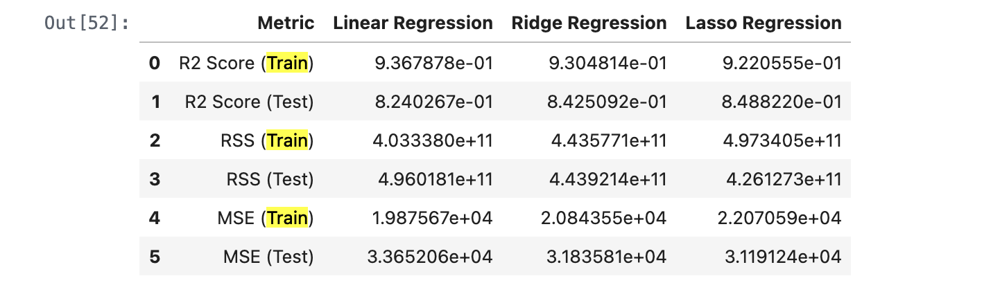 Out[52]:
Metric Linear Regression Ridge Regression Lasso Regression
0 R2 Score (Train) 9.367878e-01 9.304814e-01 9.220555e-01
1 R2 Score (Test) 8.240267e-01 8.425092e-01 8.488220e-01
2 RSS (Train) 4.033380e+11 4.435771e+11 4.973405e+11
3 RSS (Test) 4.960181e+11 4.439214e+11 4.261273e+11
4 MSE (Train) 1.987567e+04 2.084355e+04 2.207059e+04
5 MSE (Test) 3.365206e+04 3.183581e+04 3.119124e+04